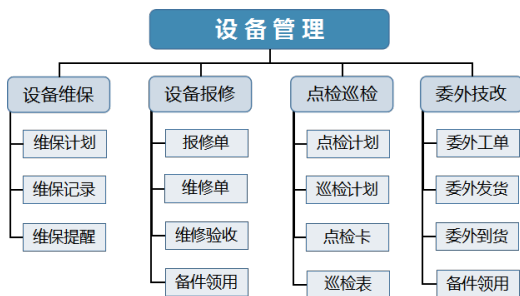 设备管理
设备维保
设备报修
点检巡检
委外技改
维保计划
报修单
点检计划
委外工单
维保记录
维修单
巡检计划
委外发货
维保提醒
维修验收
点检卡
委外到货
备件领用
巡检表
备件领用